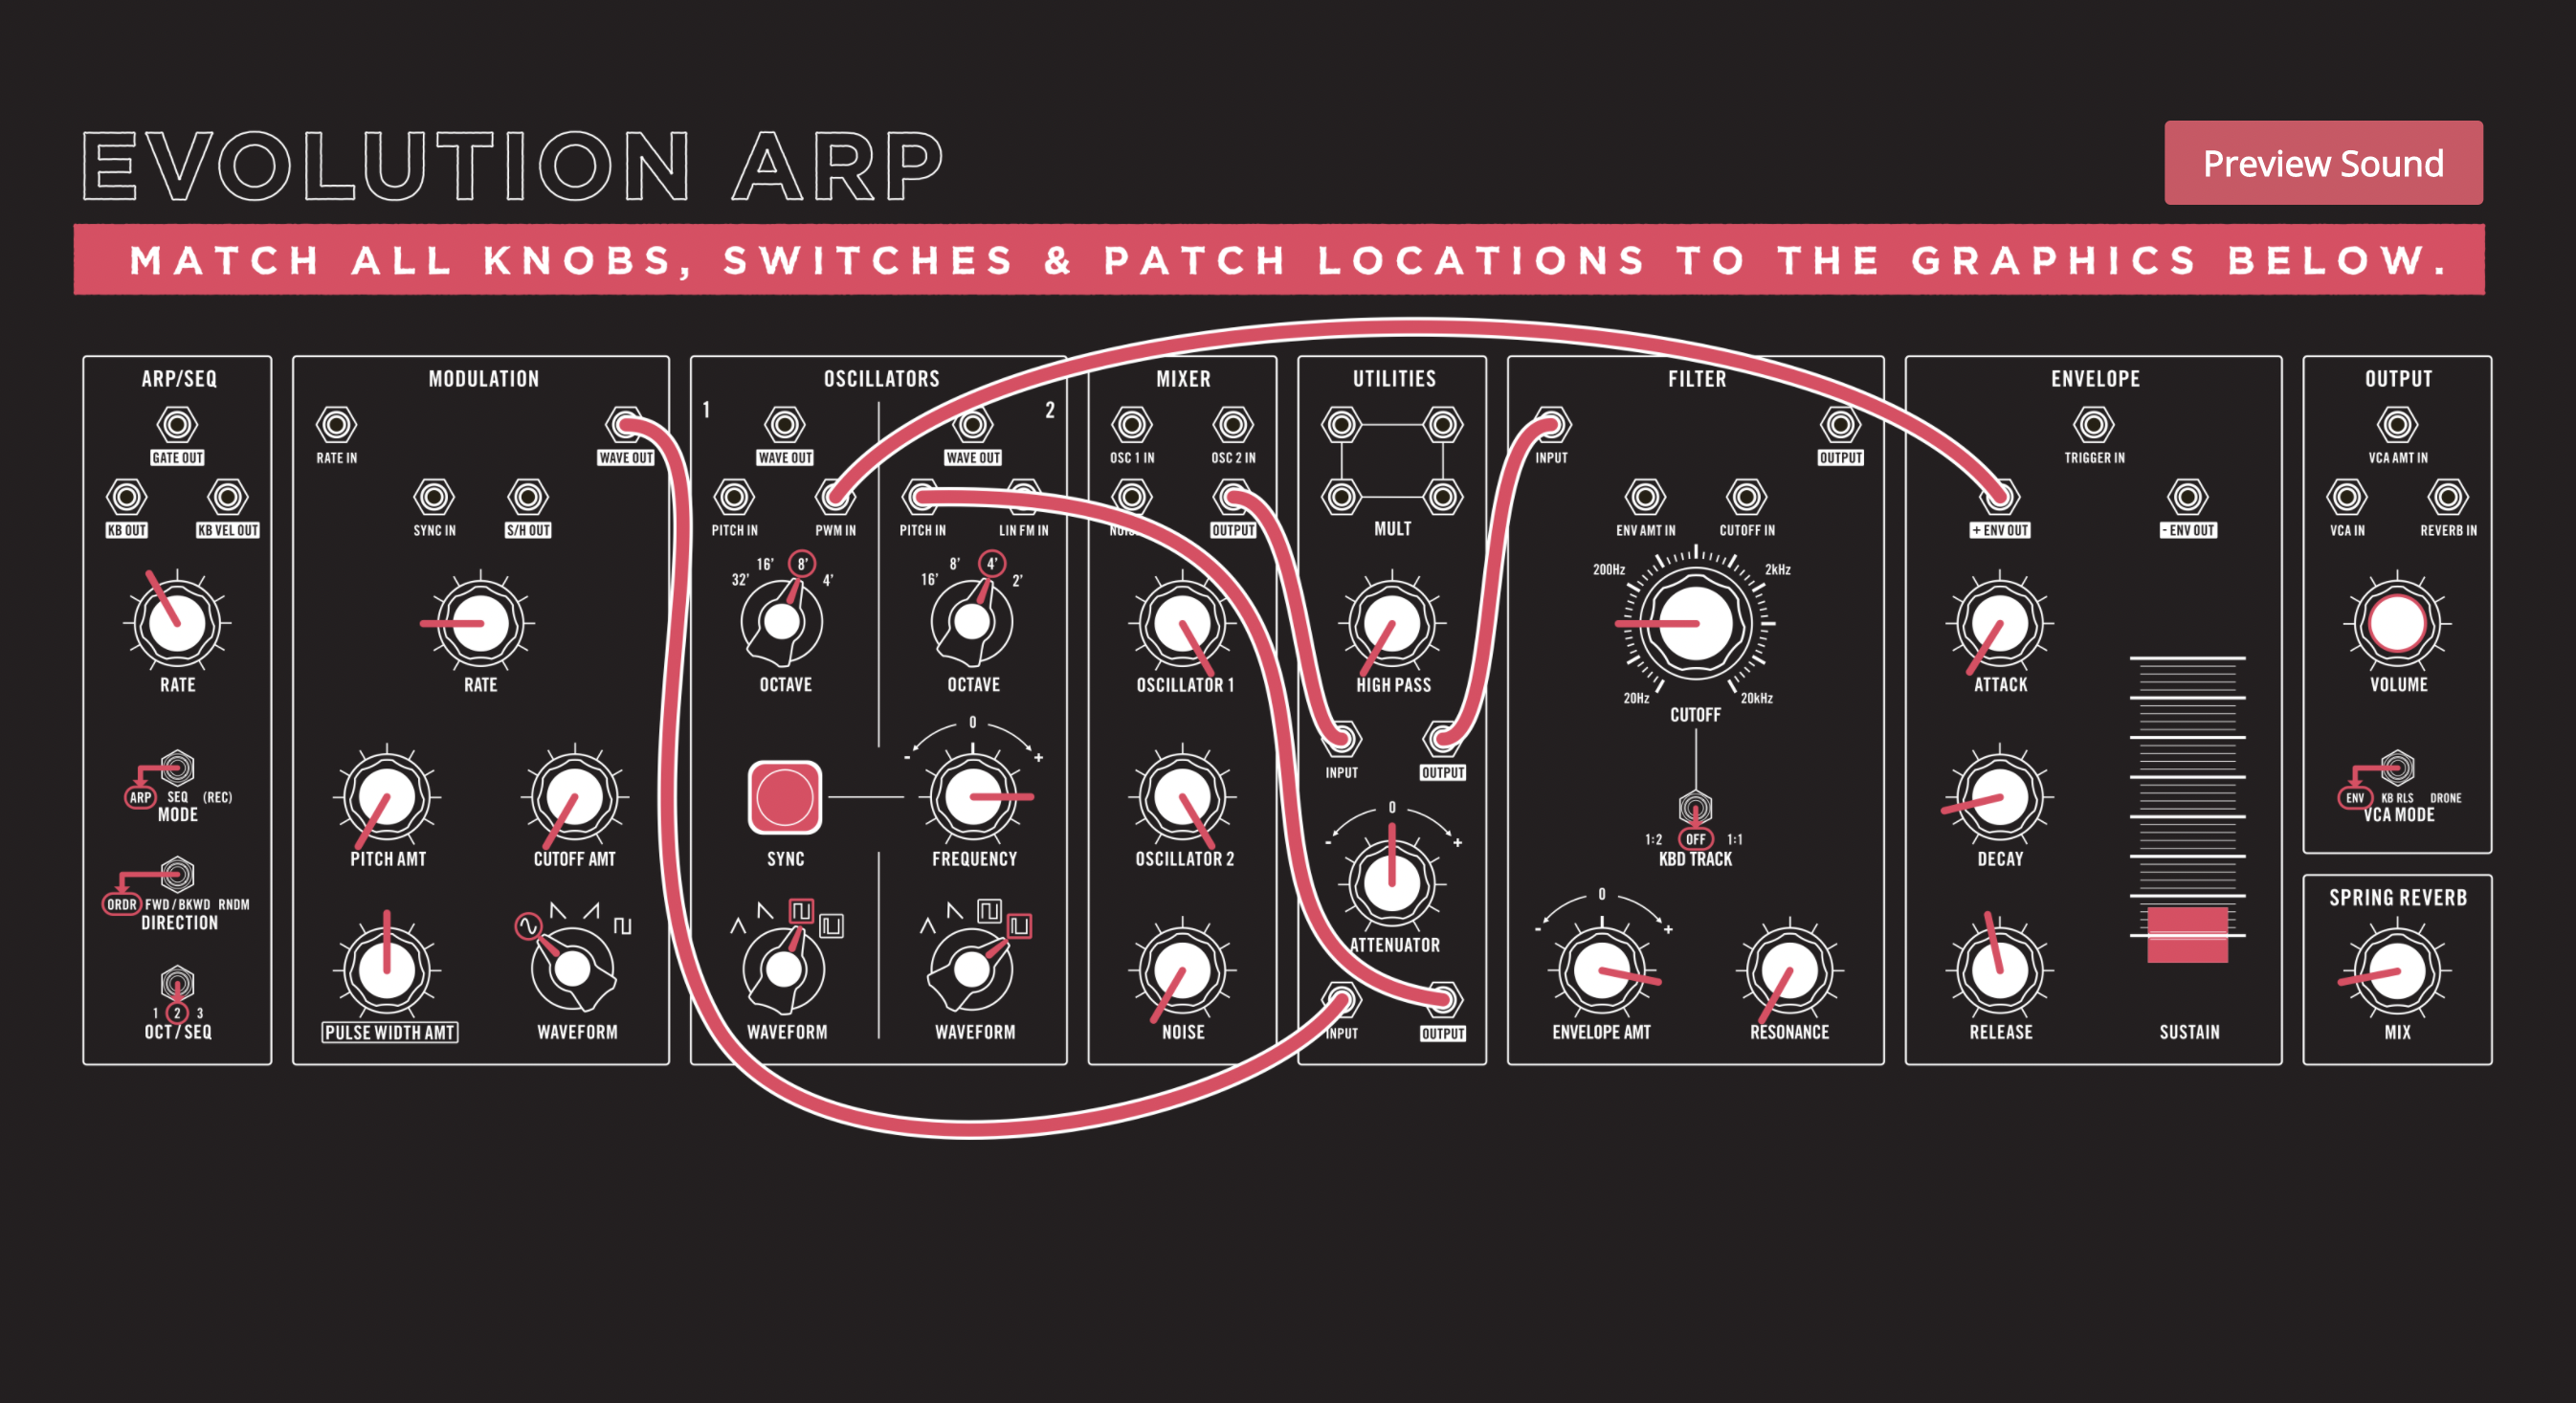 EVOLUTION ARP
Preview Sound
MATCH ALL KNOBS, SWITCHES & PATCH LOCATIONS TO THE GRAPHICS BELOW.
ARP/SEQ
GATE OUT
KB OUT KB VEL OUT
RATE
ARP SEQ (REC)
MODE
ORDR FWD/BKWD RNDM
DIRECTION
1 2 3
OCT/SEQ
MODULATION
RATE IN WAVE OUT
SYNC IN S/H OUT
RATE
PITCH AMT CUTOFF AMT
PULSE WIDTH AMT WAVEFORM
OSCILLATORS
1 2
WAVE OUT WAVE OUT
PITCH IN PWM IN PITCH IN LIN FM IN
32' 16' 8' 4' 16' 8' 4' 2'
OCTAVE OCTAVE
- 0 +
SYNC FREQUENCY
WAVEFORM WAVEFORM
MIXER
OSC 1 IN OSC 2 IN
OUTPUT
OSCILLATOR 1
OSCILLATOR 2
NOISE
UTILITIES
MULT
HIGH PASS
INPUT OUTPUT
- 0 +
ATTENUATOR
INPUT OUTPUT
FILTER
INPUT OUTPUT
ENV AMT IN CUTOFF IN
200Hz 2kHz
20Hz 20kHz
CUTOFF
1:2 OFF 1:1
KBD TRACK
- 0 +
ENVELOPE AMT RESONANCE
ENVELOPE
TRIGGER IN
+ ENV OUT - ENV OUT
ATTACK
DECAY
RELEASE SUSTAIN
OUTPUT
VCA AMT IN
VCA IN REVERB IN
VOLUME
ENV KB RLS DRONE
VCA MODE
SPRING REVERB
MIX